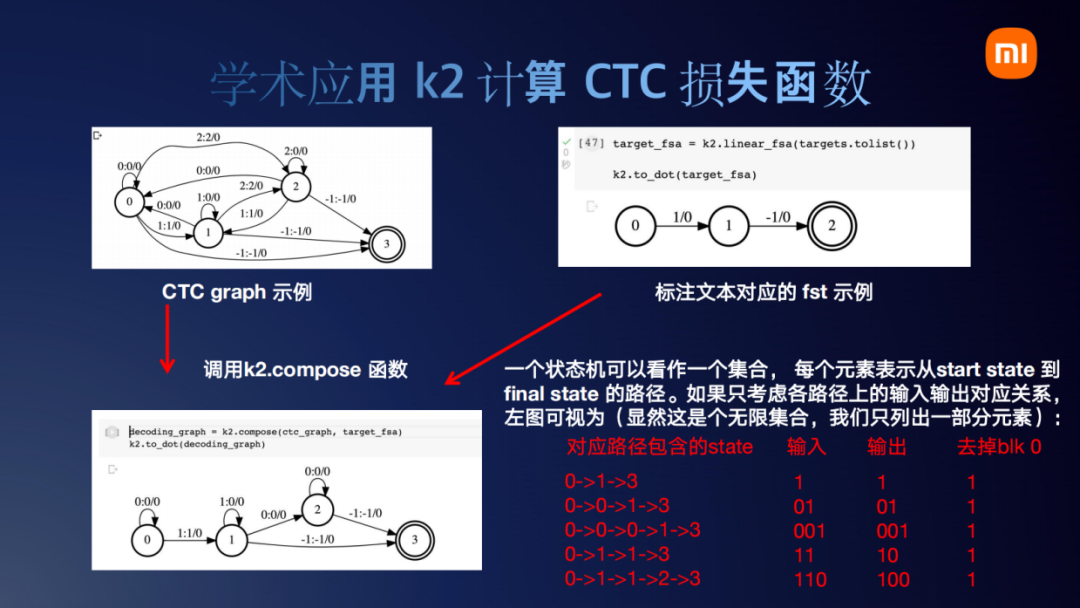 mi
学术应用 k2 计算 CTC 损失函数
2:2/0
0:0/0
0:0/0
2:0/0
2:2/0
0:0/0
1:0/0
1:1/0
1:1/0
-1:-1/0
-1:-1/0
-1:-1/0
0
1
2
3
CTC graph 示例
[47] target_fsa = k2.linear_fsa(targets.tolist())
0
秒
k2.to_dot(target_fsa)
0 1/0 1 -1/0 2
标注文本对应的 fst 示例
调用k2.compose 函数
decoding_graph = k2.compose(ctc_graph, target_fsa)
k2.to_dot(decoding_graph)
0:0/0
0:0/0
1:0/0
0:0/0
2
-1:-1/0
0 1:1/0 1 -1:-1/0 3
一个状态机可以看作一个集合， 每个元素表示从start state 到
final state 的路径。如果只考虑各路径上的输入输出对应关系，
左图可视为（显然这是个无限集合，我们只列出一部分元素）：
对应路径包含的state 输入 输出 去掉blk 0
0->1->3 1 1 1
0->0->1->3 01 01 1
0->0->0->1->3 001 001 1
0->1->1->3 11 10 1
0->1->1->2->3 110 100 1